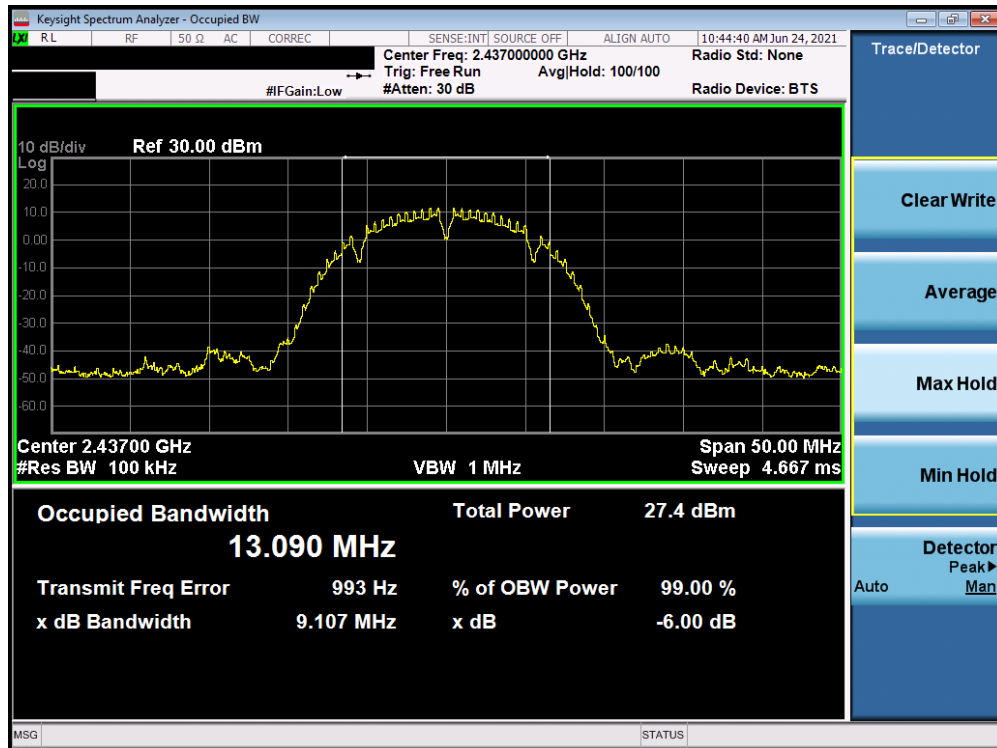 Keysight Spectrum Analyzer - Occupied BW
LXI RL RF 50 Ω AC CORREC SENSE:INT SOURCE OFF ALIGN AUTO 10:44:40 AM Jun 24, 2021
Center Freq: 2.437000000 GHz Radio Std: None
Trig: Free Run Avg|Hold: 100/100
#IFGain:Low #Atten: 30 dB Radio Device: BTS
10 dB/div Ref 30.00 dBm
Log
20.0
10.0
0.00
-10.0
-20.0
-30.0
-40.0
-50.0
-60.0
Center 2.43700 GHz Span 50.00 MHz
#Res BW 100 kHz VBW 1 MHz Sweep 4.667 ms
Occupied Bandwidth Total Power 27.4 dBm
13.090 MHz
Transmit Freq Error 993 Hz % of OBW Power 99.00 %
x dB Bandwidth 9.107 MHz x dB -6.00 dB
MSG STATUS
Trace/Detector
Clear Write
Average
Max Hold
Min Hold
Detector
Peak▶
Auto Man